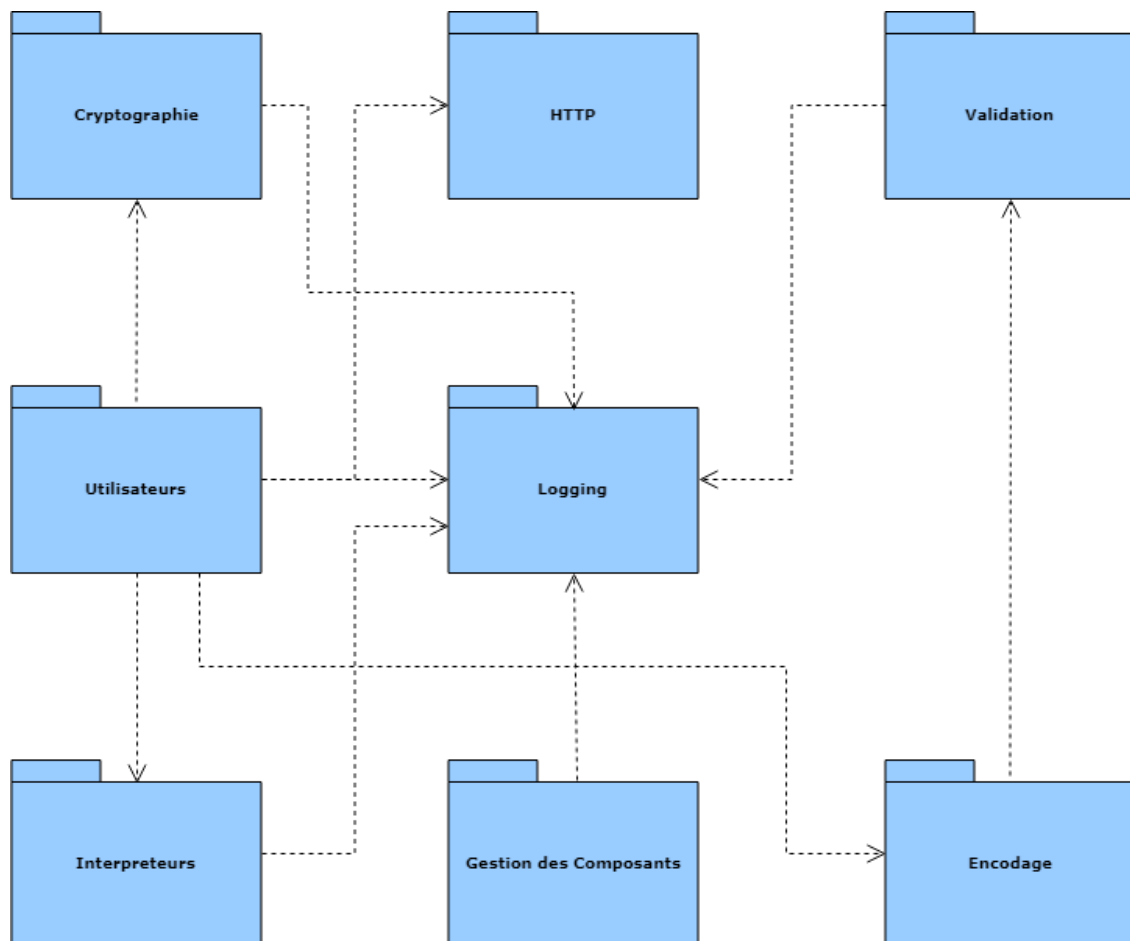 Cryptographie
HTTP
Validation
Utilisateurs
Logging
Interpreteurs
Gestion des Composants
Encodage